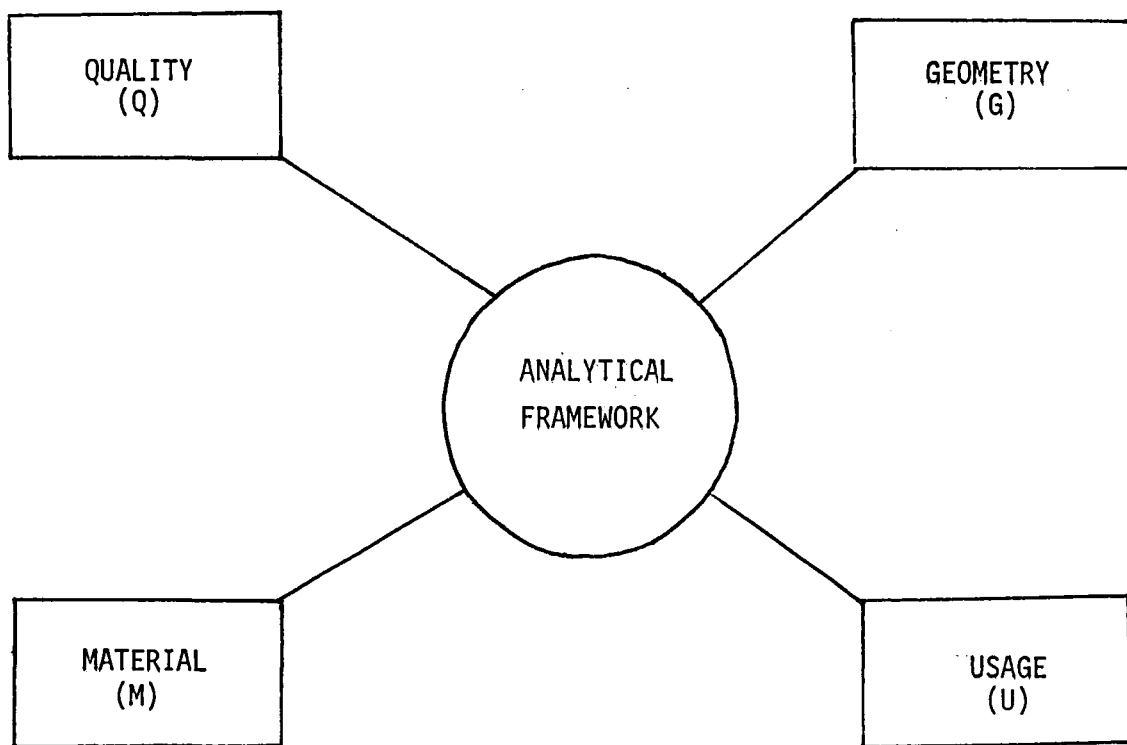 QUALITY
(Q)
GEOMETRY
(G)
ANALYTICAL
FRAMEWORK
MATERIAL
(M)
USAGE
(U)